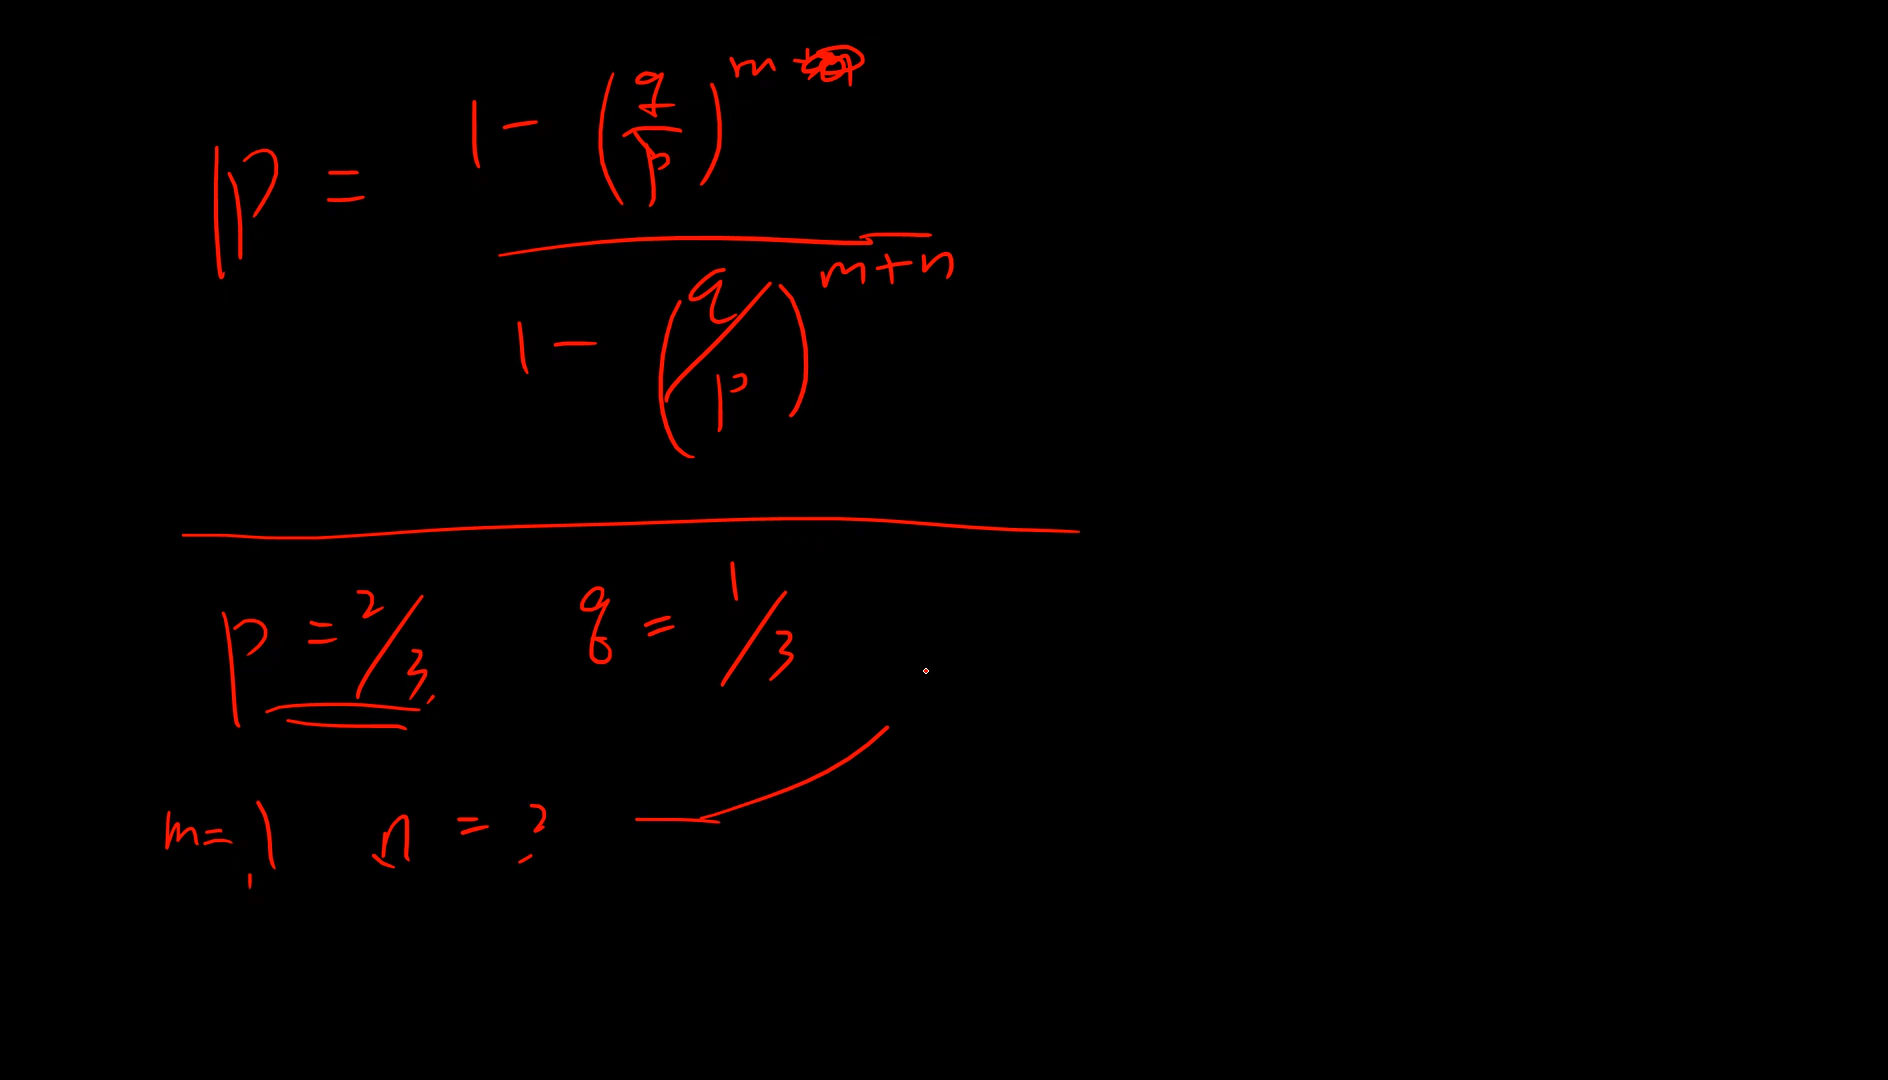 P = (1 - (q/p)^m) / (1 - (q/p)^(m+n))
p = 2/3, q = 1/3
m = 1, n = 2